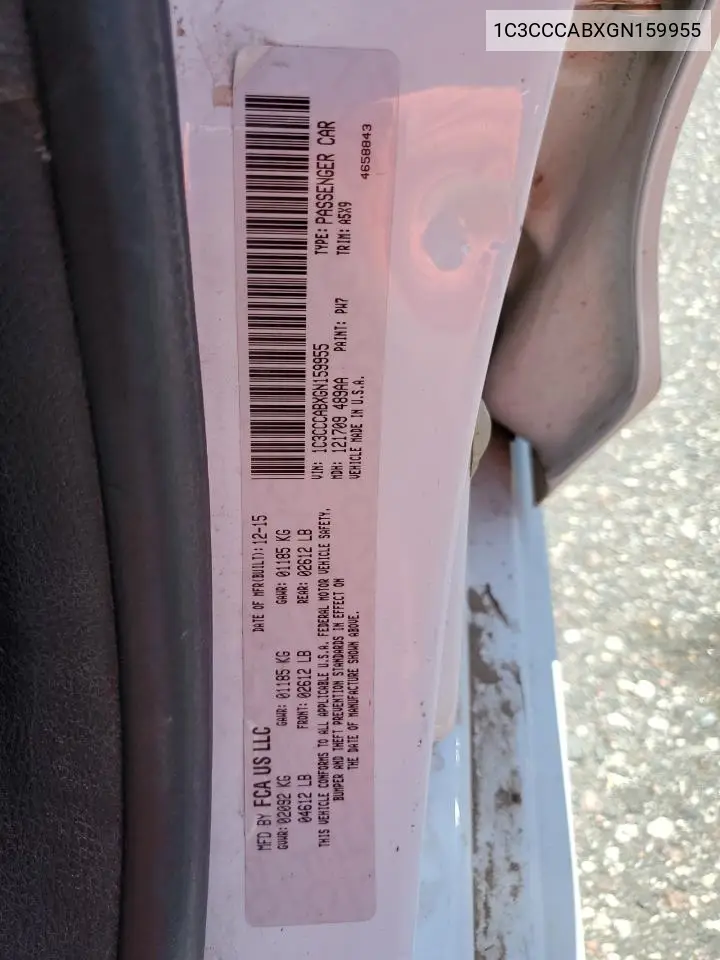 1C3CCCABXGN159955
MFD BY FCA US LLC
DATE OF MFR(BUILT): 12-15
GVWR: 02092 KG
GAWR: 01185 KG
GAWR: 01185 KG
04612 LB
FRONT: 02612 LB
REAR: 02612 LB
THIS VEHICLE CONFORMS TO ALL APPLICABLE U.S.A. FEDERAL MOTOR VEHICLE SAFETY,
BUMPER AND THEFT PREVENTION STANDARDS IN EFFECT ON
THE DATE OF MANUFACTURE SHOWN ABOVE.
VIN: 1C3CCCABXGN159955
TYPE: PASSENGER CAR
MDH: 121709 489AA
PAINT: PW7
TRIM: A5X9
VEHICLE MADE IN U.S.A.
4658843